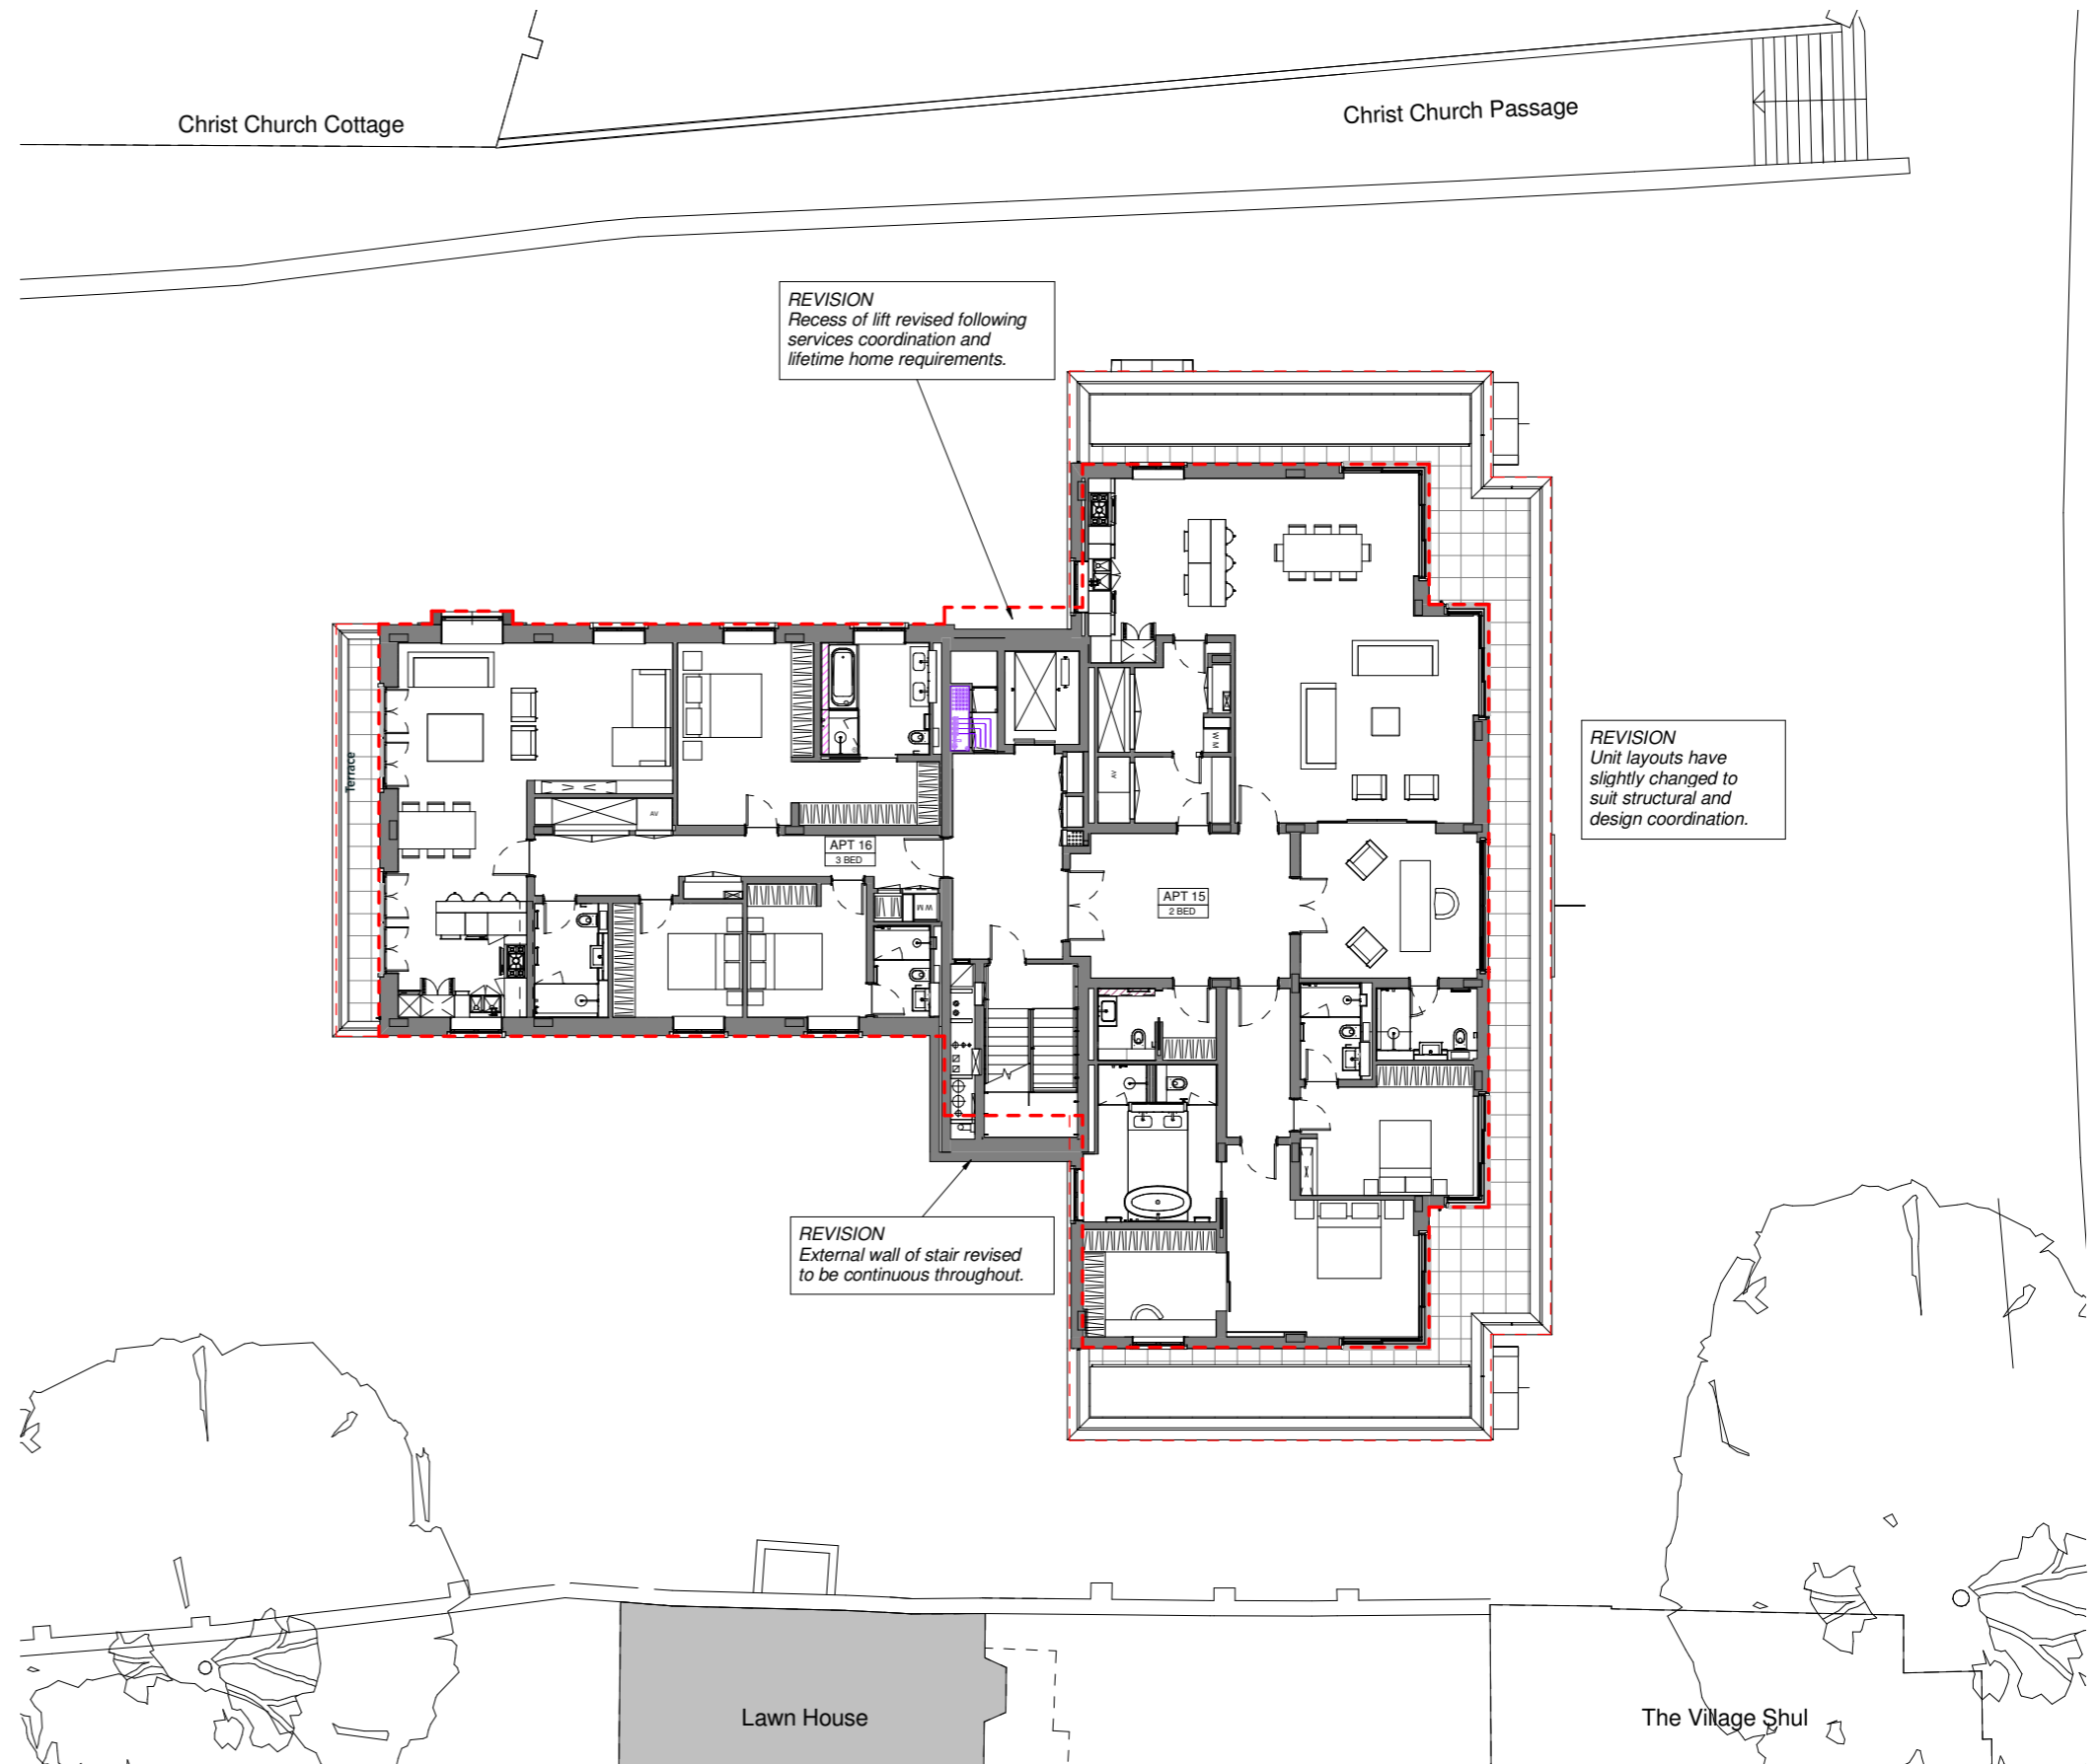 Christ Church Cottage
Christ Church Passage
REVISION
Recess of lift revised following
services coordination and
lifetime home requirements.
REVISION
Unit layouts have
slightly changed to
suit structural and
design coordination.
Terrace
AV
W M
AV
APT 16
3 BED
W M
APT 15
2 BED
REVISION
External wall of stair revised
to be continuous throughout.
Lawn House
The Village Shul